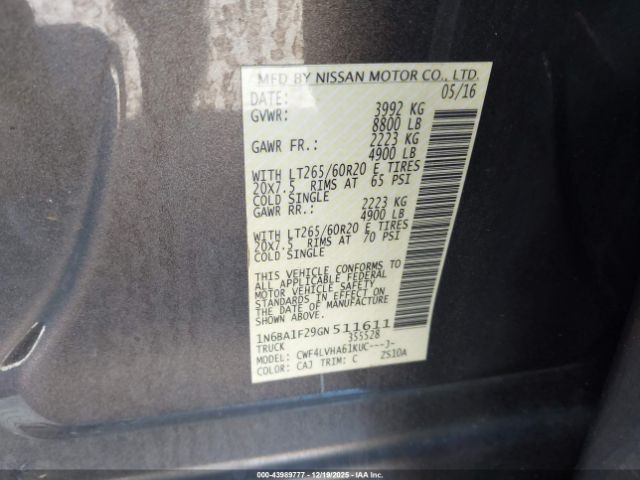 MFD BY NISSAN MOTOR CO., LTD.
DATE: 05/16
GVWR: 3992 KG
8800 LB
GAWR FR.: 2223 KG
4900 LB
WITH LT265/60R20 E TIRES
20X7.5 RIMS AT 65 PSI
COLD SINGLE
GAWR RR.: 2223 KG
4900 LB
WITH LT265/60R20 E TIRES
20X7.5 RIMS AT 70 PSI
COLD SINGLE
THIS VEHICLE CONFORMS TO
ALL APPLICABLE FEDERAL
MOTOR VEHICLE SAFETY
STANDARDS IN EFFECT ON
THE DATE OF MANUFACTURE
SHOWN ABOVE.
1N6BA1F29GN511611
TRUCK 355528
MODEL: CWF4LVHA61KUC---J-
COLOR: CAJ TRIM: C ZS10A
000-43989777 - 12/19/2025 - IAA Inc.